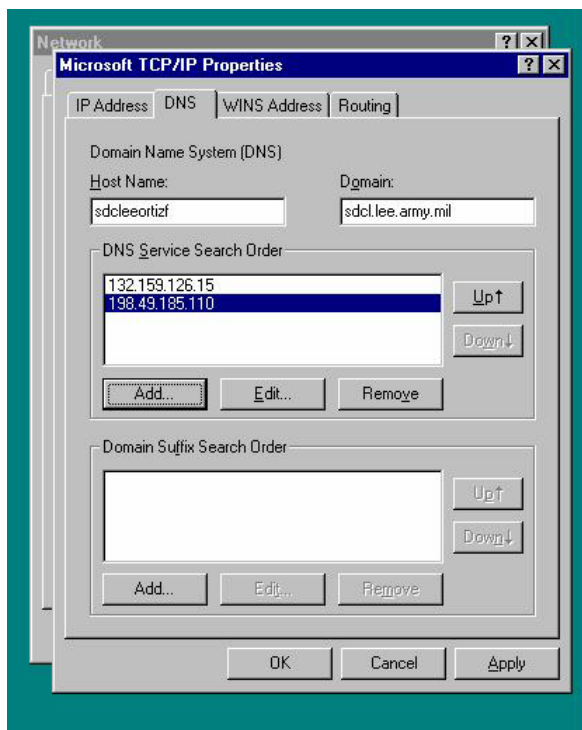 Network
Microsoft TCP/IP Properties
IP Address DNS WINS Address Routing
Domain Name System (DNS)
Host Name: Domain:
sdcleeortizf sdcl.lee.army.mil
DNS Service Search Order
132.159.126.15
198.49.185.110
Up↑
Down↓
Add... Edit... Remove
Domain Suffix Search Order
Up↑
Down↓
Add... Edit... Remove
OK Cancel Apply